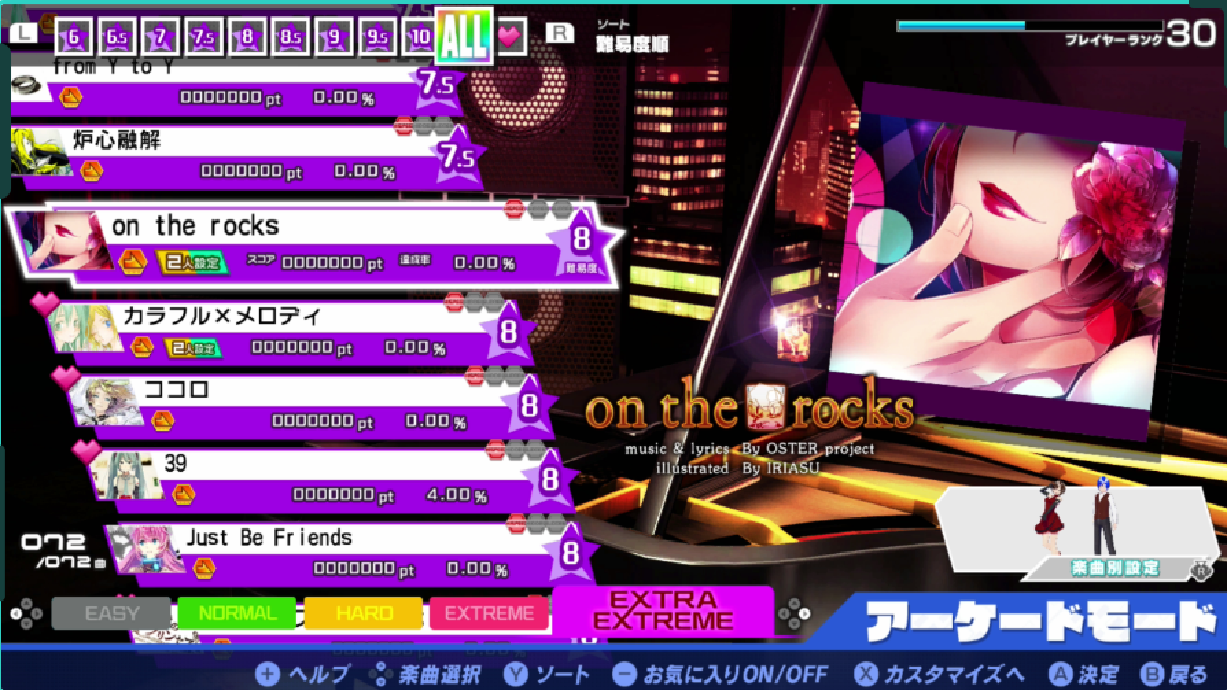 L 6 6.5 7 7.5 8 8.5 9 9.5 10 ALL R
ソート
難易度順
プレイヤーランク 30
from Y to Y
0000000 pt 0.00 %
7.5
炉心融解
0000000 pt 0.00 %
7.5
on the rocks
2人設定 スコア 0000000 pt 達成率 0.00 %
8
難易度
カラフル×メロディ
2人設定 0000000 pt 0.00 %
8
ココロ
0000000 pt 0.00 %
8
39
0000000 pt 4.00 %
8
Just Be Friends
0000000 pt 0.00 %
8
072
/072曲
on the rocks
music & lyrics By OSTER project
illustrated By IRIASU
楽曲別設定 R
EASY NORMAL HARD EXTREME EXTRA
EXTREME
アーケードモード
+ ヘルプ 楽曲選択 Y ソート − お気に入りON/OFF X カスタマイズへ A 決定 B 戻る